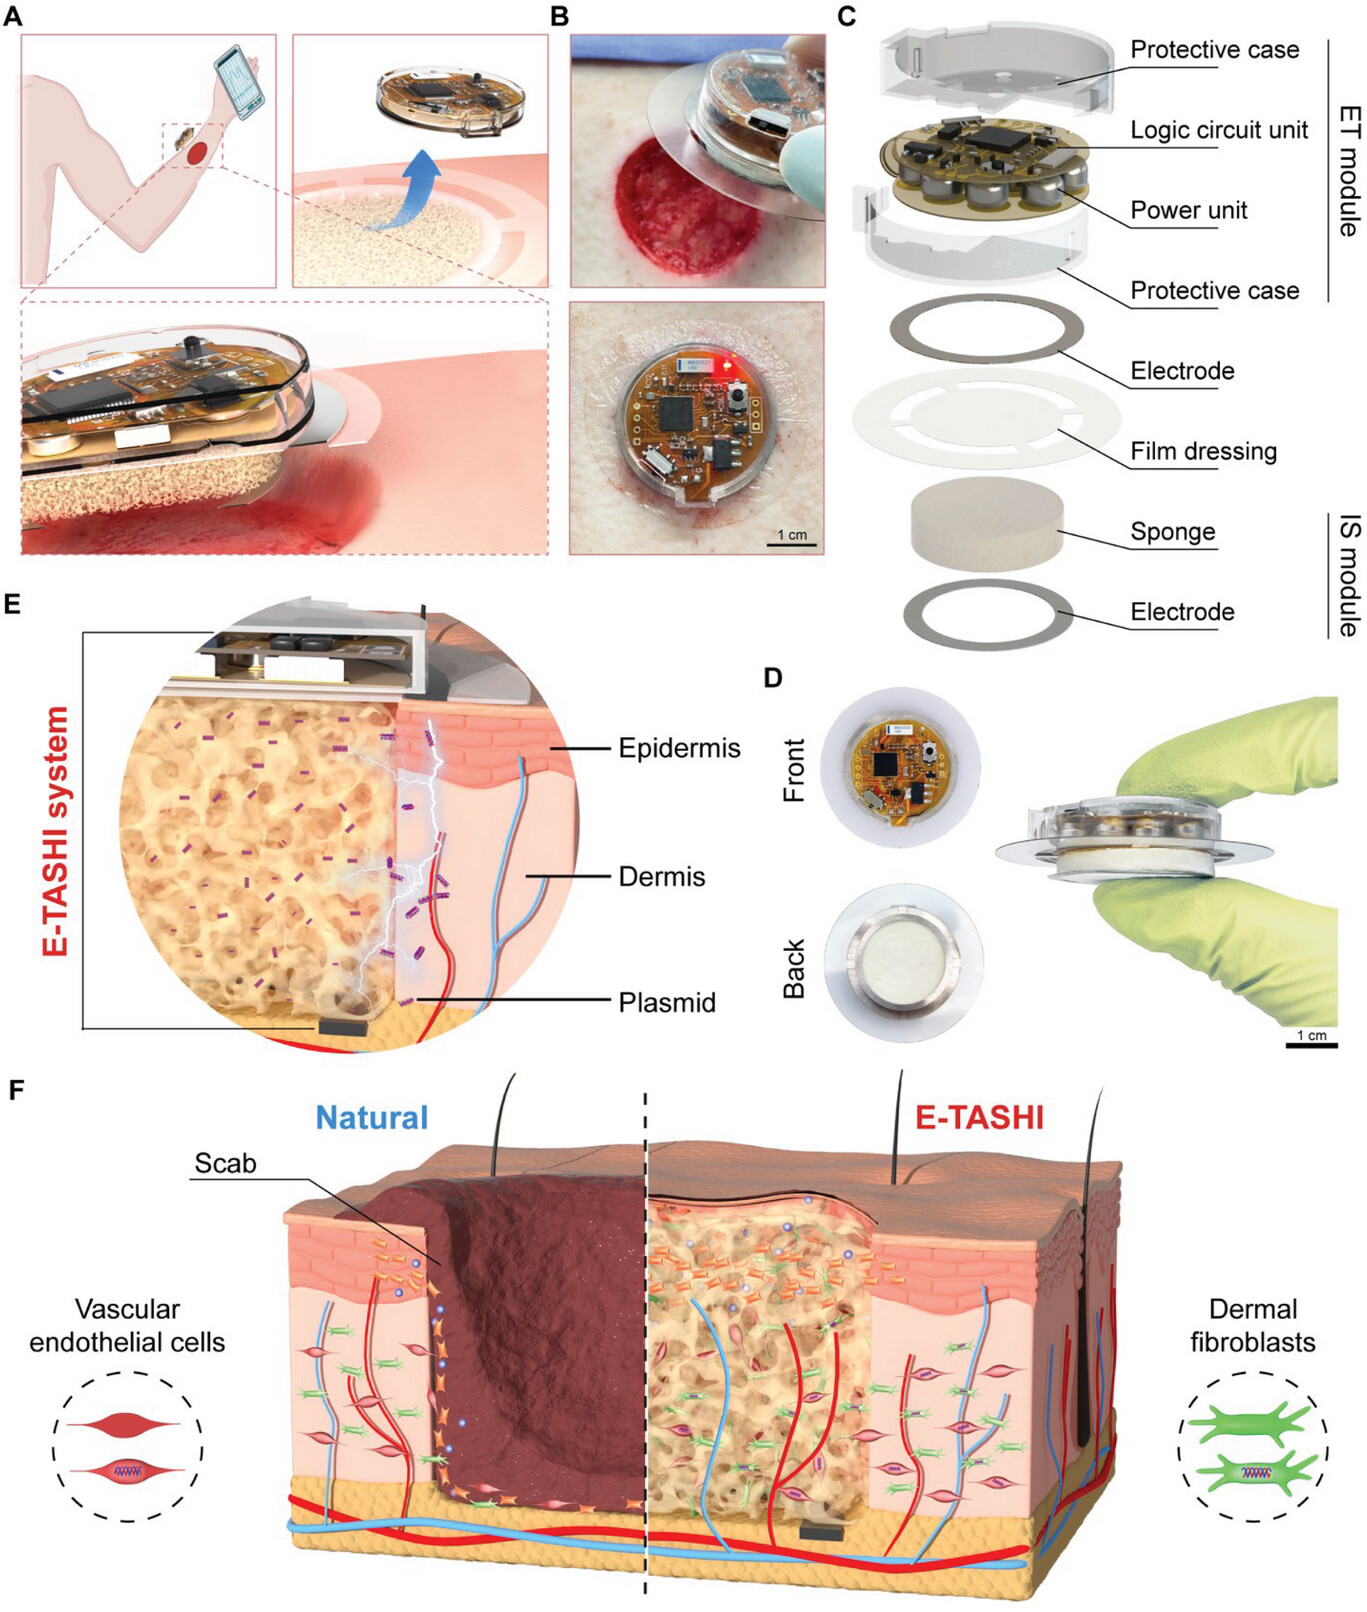 A
B
1 cm
C
Protective case
Logic circuit unit
Power unit
Protective case
Electrode
Film dressing
Sponge
Electrode
ET module
IS module
D
Front
Back
1 cm
E
E-TASHI system
Epidermis
Dermis
Plasmid
F
Natural
E-TASHI
Scab
Vascular
endothelial cells
Dermal
fibroblasts